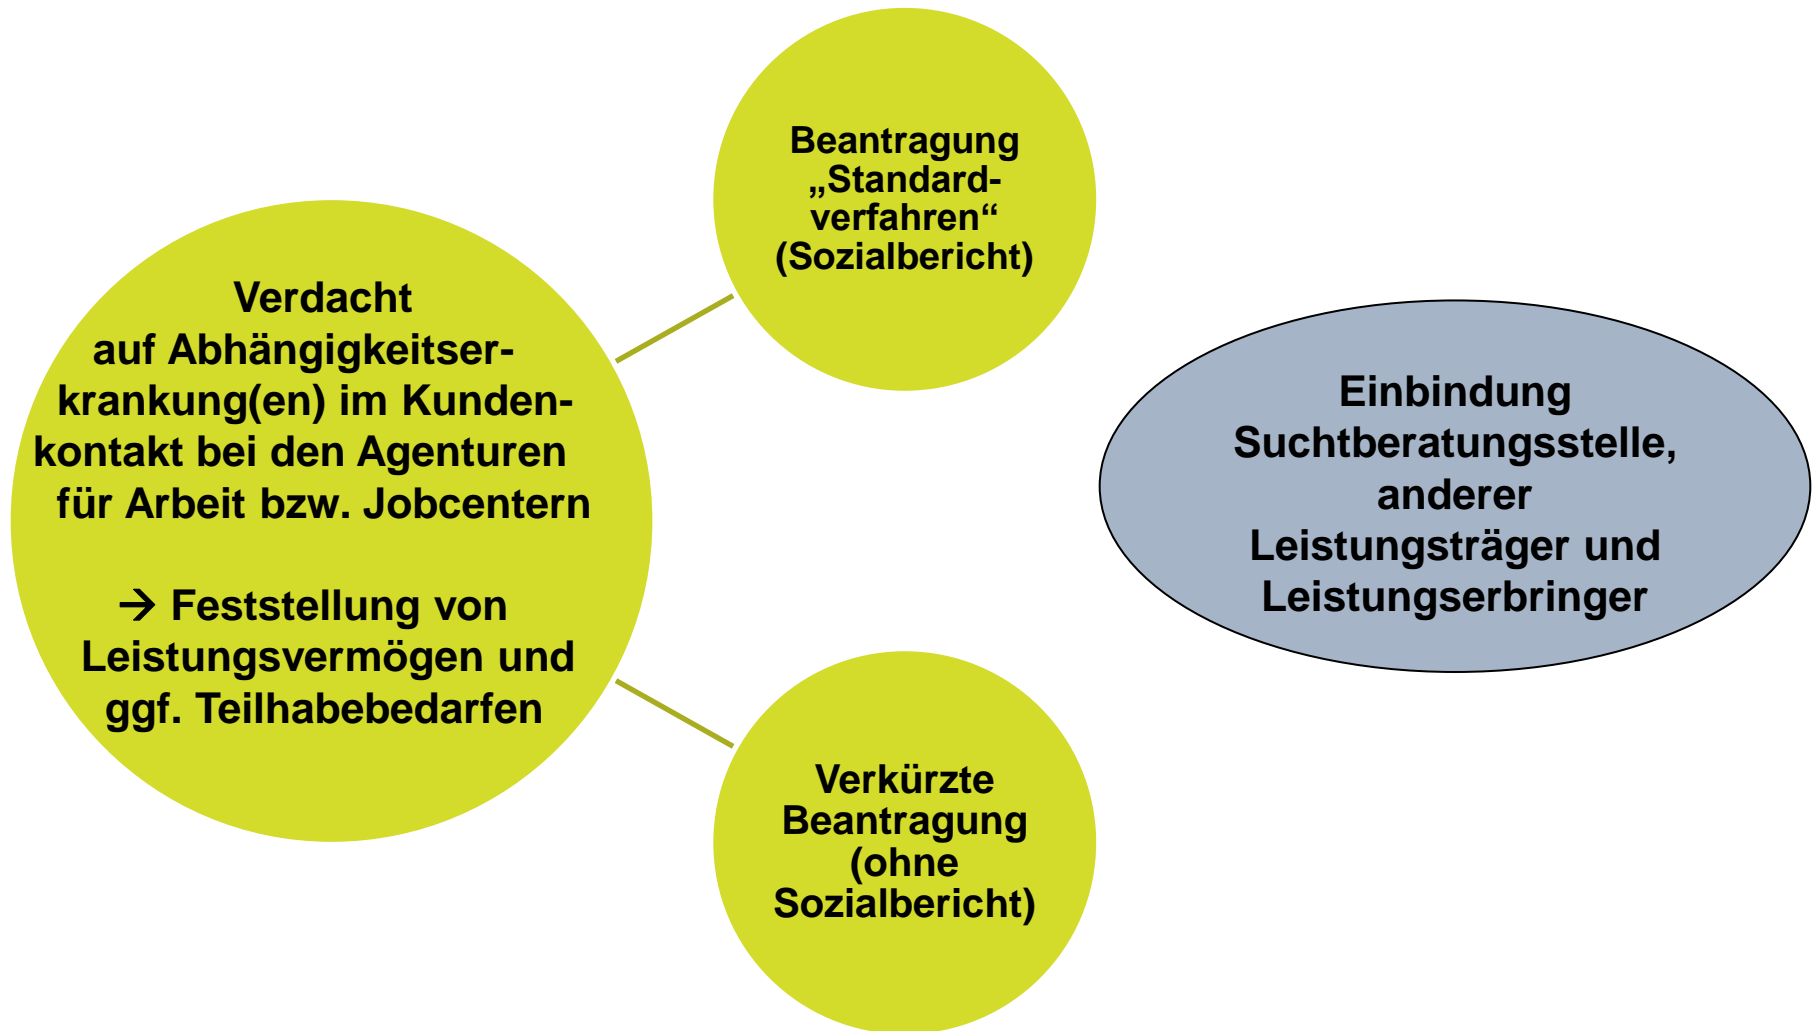 Verdacht
auf Abhängigkeitser-
krankung(en) im Kunden-
kontakt bei den Agenturen
für Arbeit bzw. Jobcentern
→ Feststellung von
Leistungsvermögen und
ggf. Teilhabebedarfen
Beantragung
„Standard-
verfahren“
(Sozialbericht)
Verkürzte
Beantragung
(ohne
Sozialbericht)
Einbindung
Suchtberatungsstelle,
anderer
Leistungsträger und
Leistungserbringer